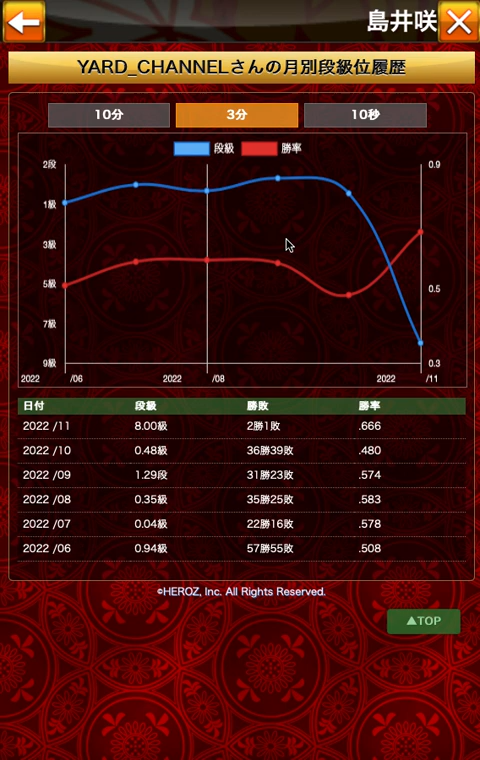 島井咲
YARD_CHANNELさんの月別段級位履歴
10分 3分 10秒
段級 勝率
2段 0.9
1級
3級
5級 0.5
7級
9級 0.3
2022 /06 2022 /08 2022 /11
日付 段級 勝敗 勝率
2022 /11 8.00級 2勝1敗 .666
2022 /10 0.48級 36勝39敗 .480
2022 /09 1.29段 31勝23敗 .574
2022 /08 0.35級 35勝25敗 .583
2022 /07 0.04級 22勝16敗 .578
2022 /06 0.94級 57勝55敗 .508
©HEROZ, Inc. All Rights Reserved.
▲TOP